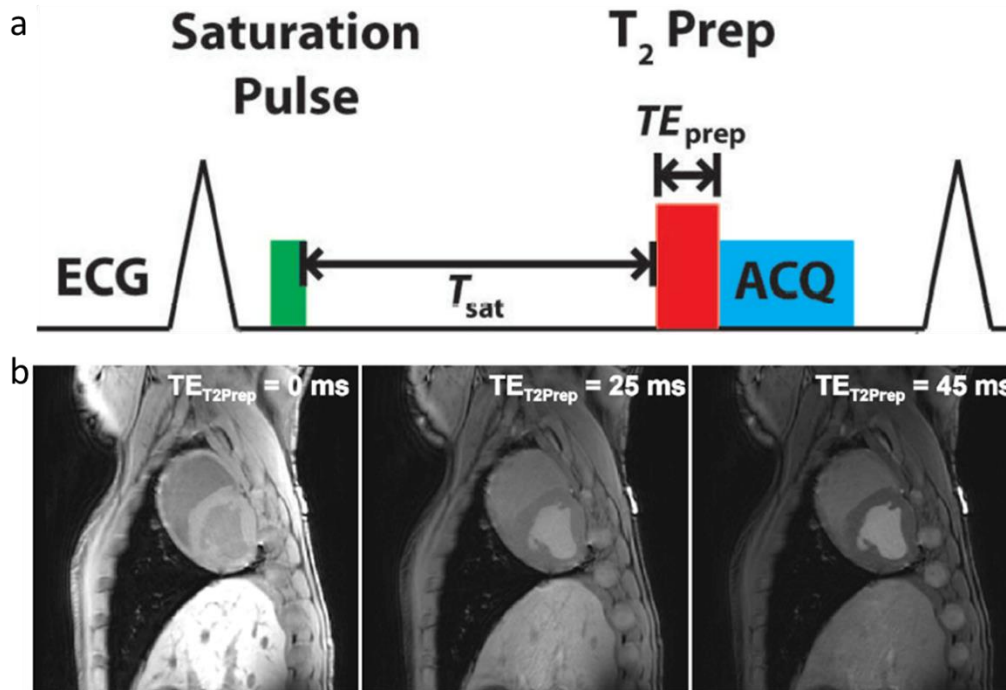 a
Saturation
Pulse
T₂ Prep
TEprep
ECG
Tsat
ACQ
b
TET2Prep = 0 ms
TET2Prep = 25 ms
TET2Prep = 45 ms